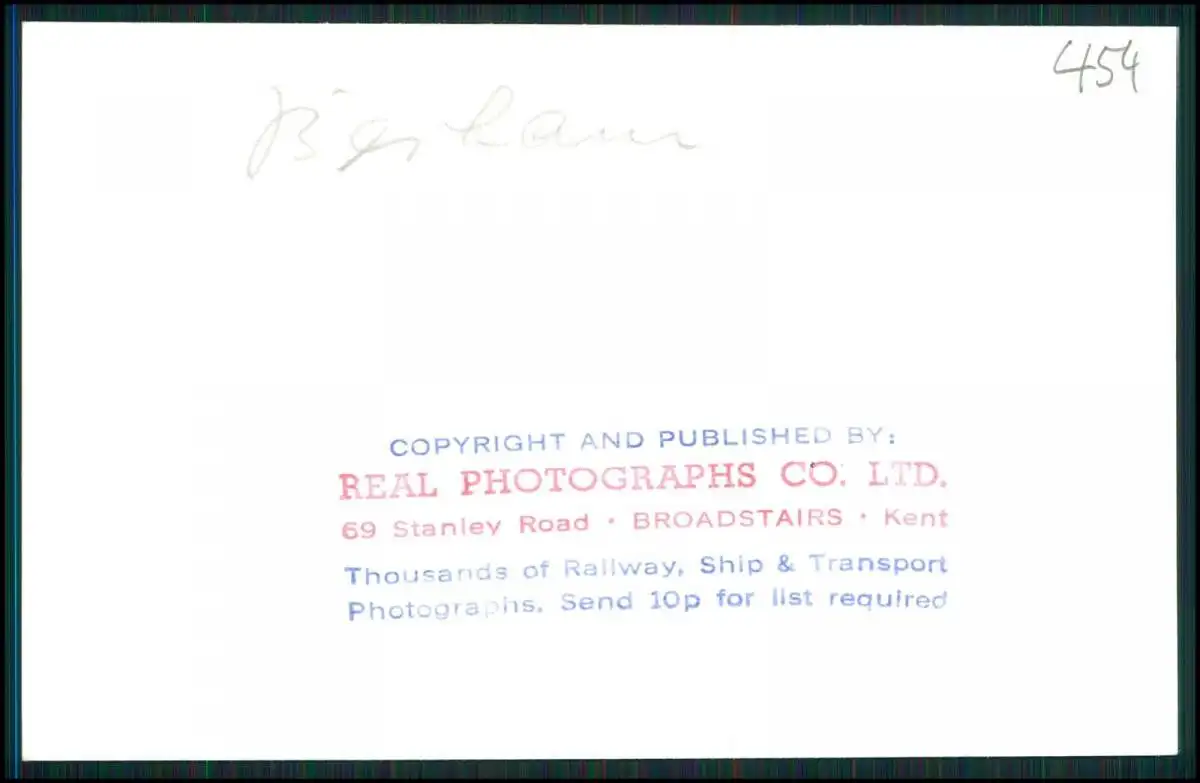 454
COPYRIGHT AND PUBLISHED BY:
REAL PHOTOGRAPHS CO. LTD.
69 Stanley Road · BROADSTAIRS · Kent
Thousands of Railway, Ship & Transport
Photographs. Send 10p for list required